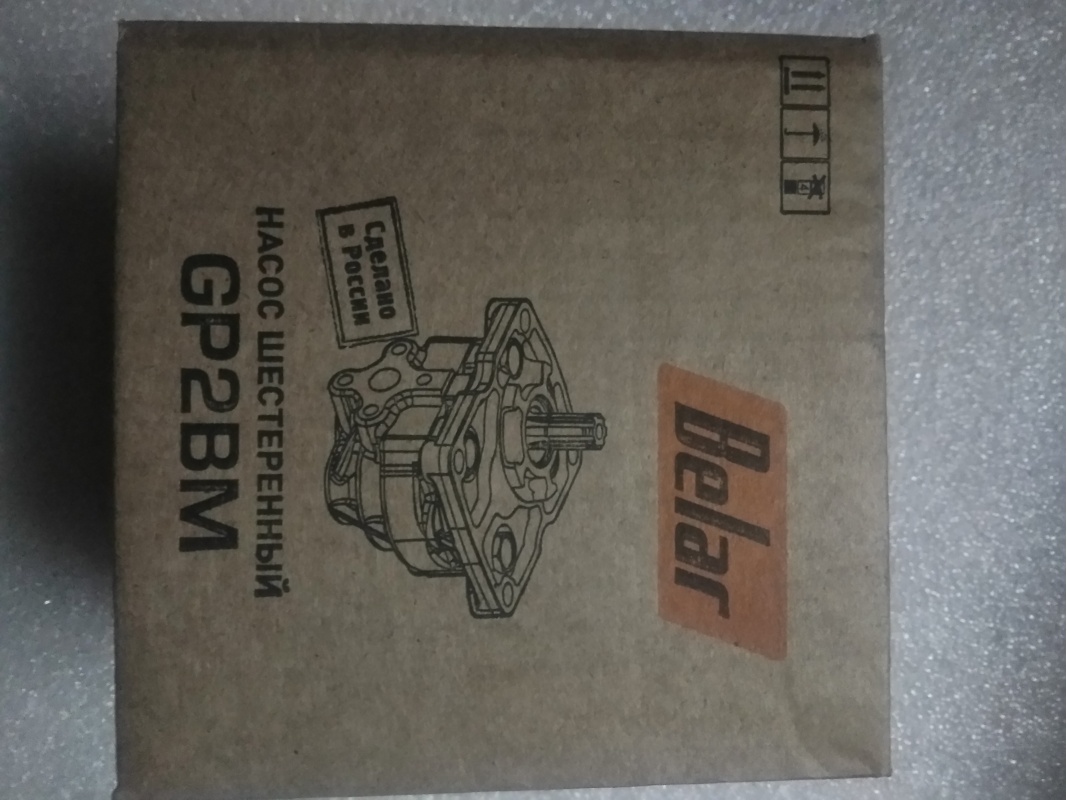 Belar
Сделано
в России
НАСОС ШЕСТЕРЕННЫЙ
GP2BM